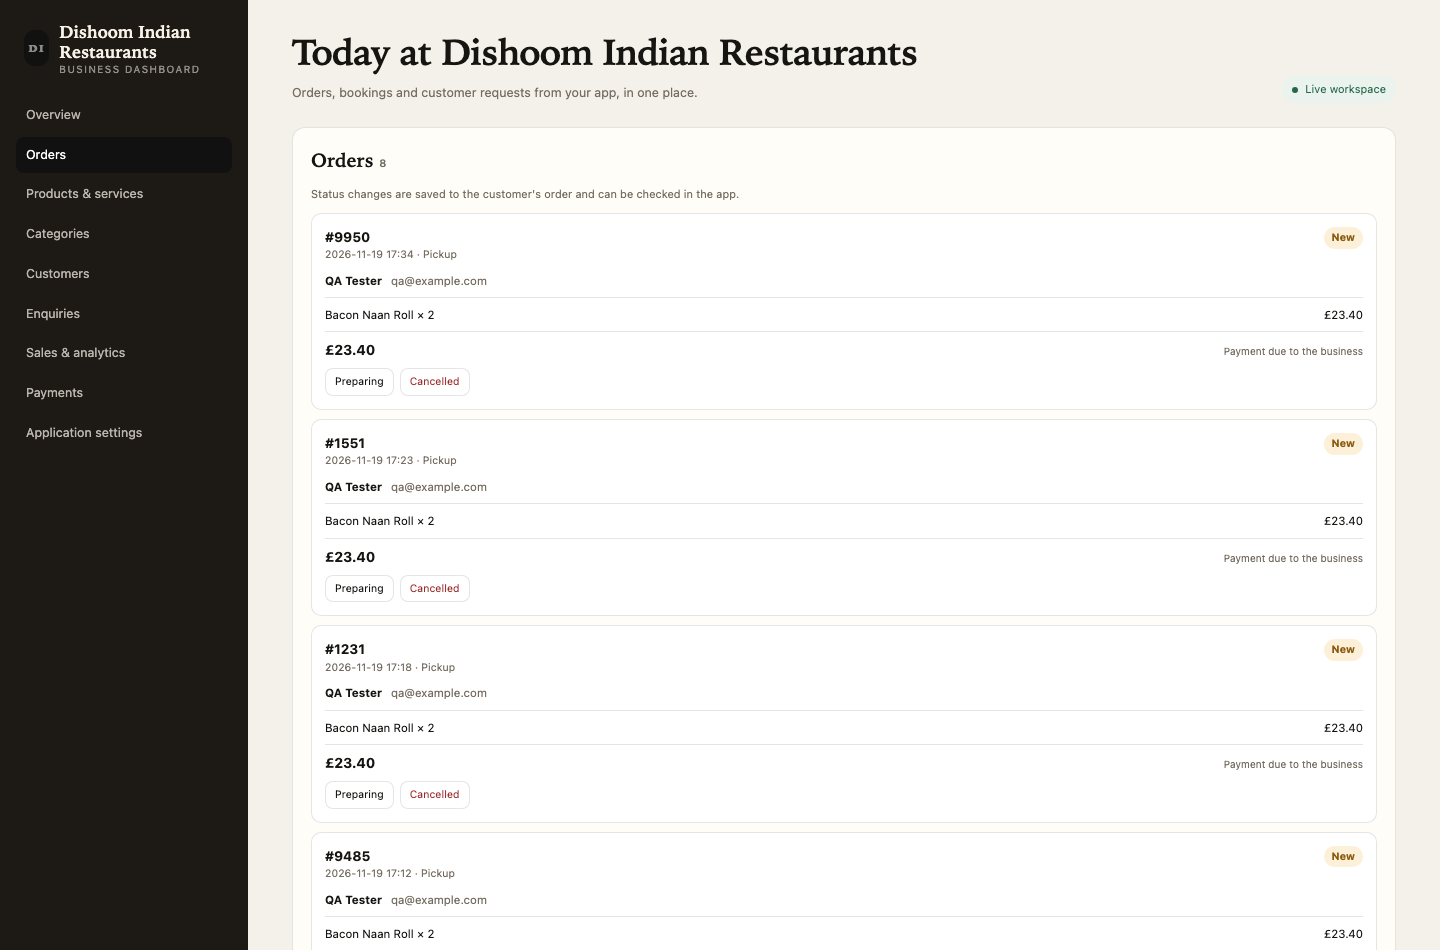 DI
Dishoom Indian
Restaurants
BUSINESS DASHBOARD
Overview
Orders
Products & services
Categories
Customers
Enquiries
Sales & analytics
Payments
Application settings
Today at Dishoom Indian Restaurants
Orders, bookings and customer requests from your app, in one place.
Live workspace
Orders 8
Status changes are saved to the customer's order and can be checked in the app.
#9950 New
2026-11-19 17:34 · Pickup
QA Tester qa@example.com
Bacon Naan Roll × 2 £23.40
£23.40 Payment due to the business
Preparing Cancelled
#1551 New
2026-11-19 17:23 · Pickup
QA Tester qa@example.com
Bacon Naan Roll × 2 £23.40
£23.40 Payment due to the business
Preparing Cancelled
#1231 New
2026-11-19 17:18 · Pickup
QA Tester qa@example.com
Bacon Naan Roll × 2 £23.40
£23.40 Payment due to the business
Preparing Cancelled
#9485 New
2026-11-19 17:12 · Pickup
QA Tester qa@example.com
Bacon Naan Roll × 2 £23.40